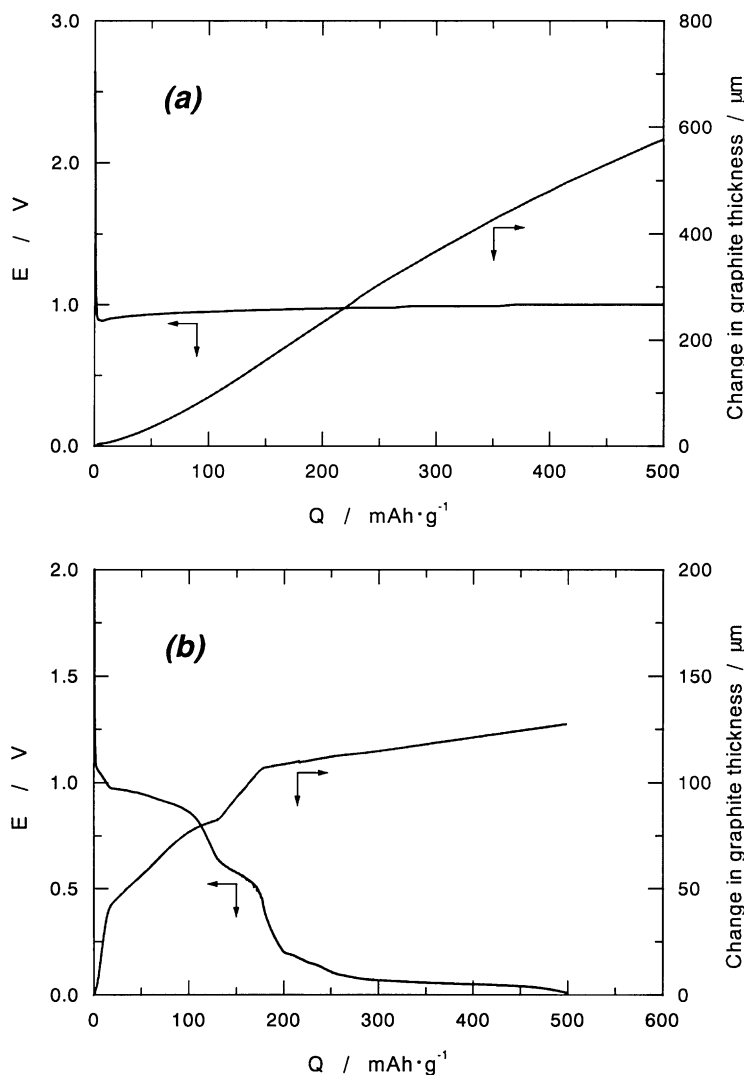 (a)
3.0
2.0
1.0
0.0
E / V
800
600
400
200
0
Change in graphite thickness / μm
0 100 200 300 400 500
Q / mAh·g⁻¹
(b)
2.0
1.5
1.0
0.5
0.0
E / V
200
150
100
50
0
Change in graphite thickness / μm
0 100 200 300 400 500 600
Q / mAh·g⁻¹